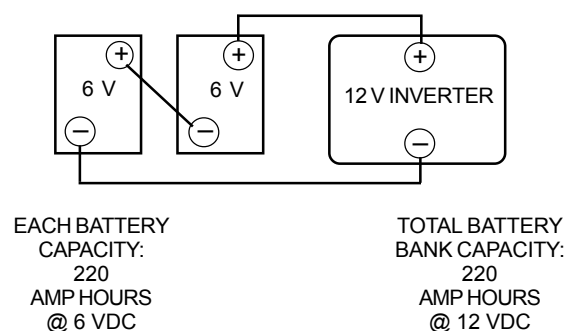 +
+
+
6 V
6 V
12 V INVERTER
−
−
−
EACH BATTERY
CAPACITY:
220
AMP HOURS
@ 6 VDC
TOTAL BATTERY
BANK CAPACITY:
220
AMP HOURS
@ 12 VDC